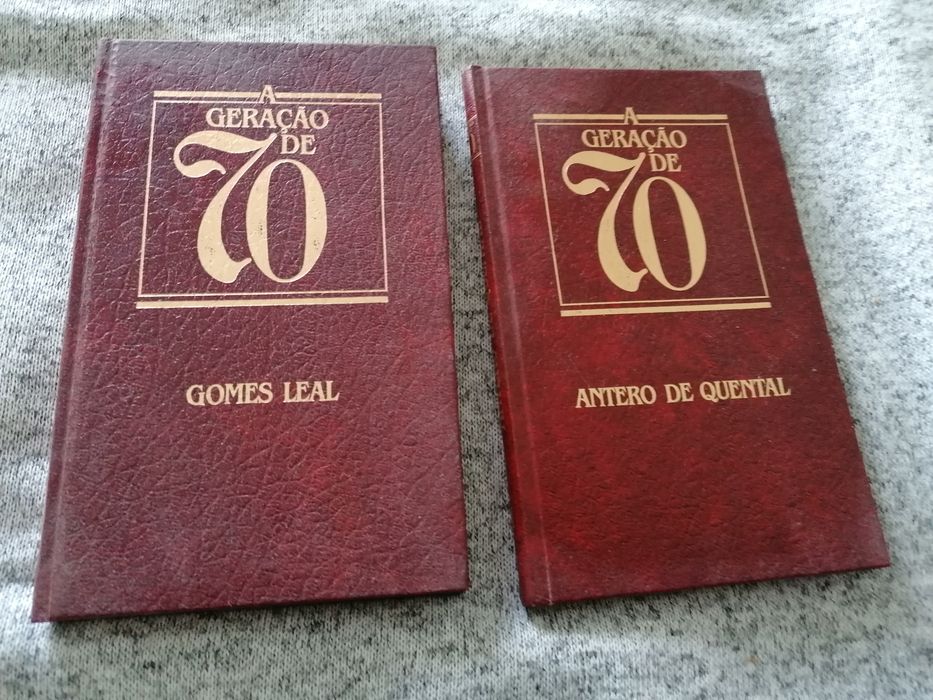 A
GERAÇÃO
DE
70
GOMES LEAL
A
GERAÇÃO
DE
70
ANTERO DE QUENTAL